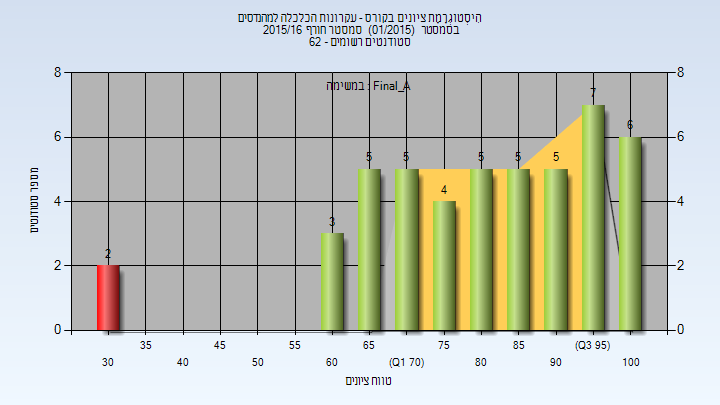 הִיסְטוֹגְרָמַת ציונים בקורס - עקרונות הכלכלה למהנדסים
בסמסטר (01/2015) סמסטר חורף 2015/16
סטודנטים רשומים - 62
במשימה : Final_A
8 8
7
6 6 6
5 5 5 5 5
4 4 4
3
2 2 2
0 0
מספר סטודנטים
35 45 55 65 75 85 (Q3 95)
30 40 50 60 (Q1 70) 80 90 100
טווח ציונים